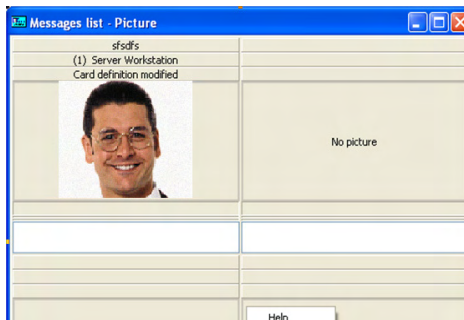 Messages list - Picture
sfsdfs
(1) Server Workstation
Card definition modified
No picture
Help